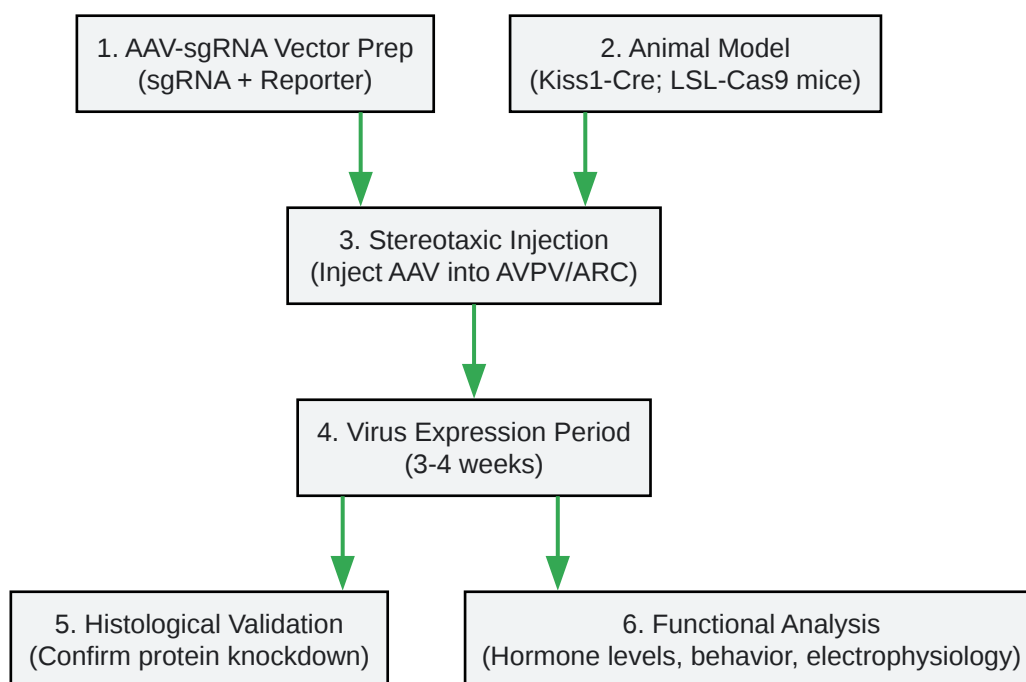 1. AAV-sgRNA Vector Prep
(sgRNA + Reporter)
2. Animal Model
(Kiss1-Cre; LSL-Cas9 mice)
3. Stereotaxic Injection
(Inject AAV into AVPV/ARC)
4. Virus Expression Period
(3-4 weeks)
5. Histological Validation
(Confirm protein knockdown)
6. Functional Analysis
(Hormone levels, behavior, electrophysiology)